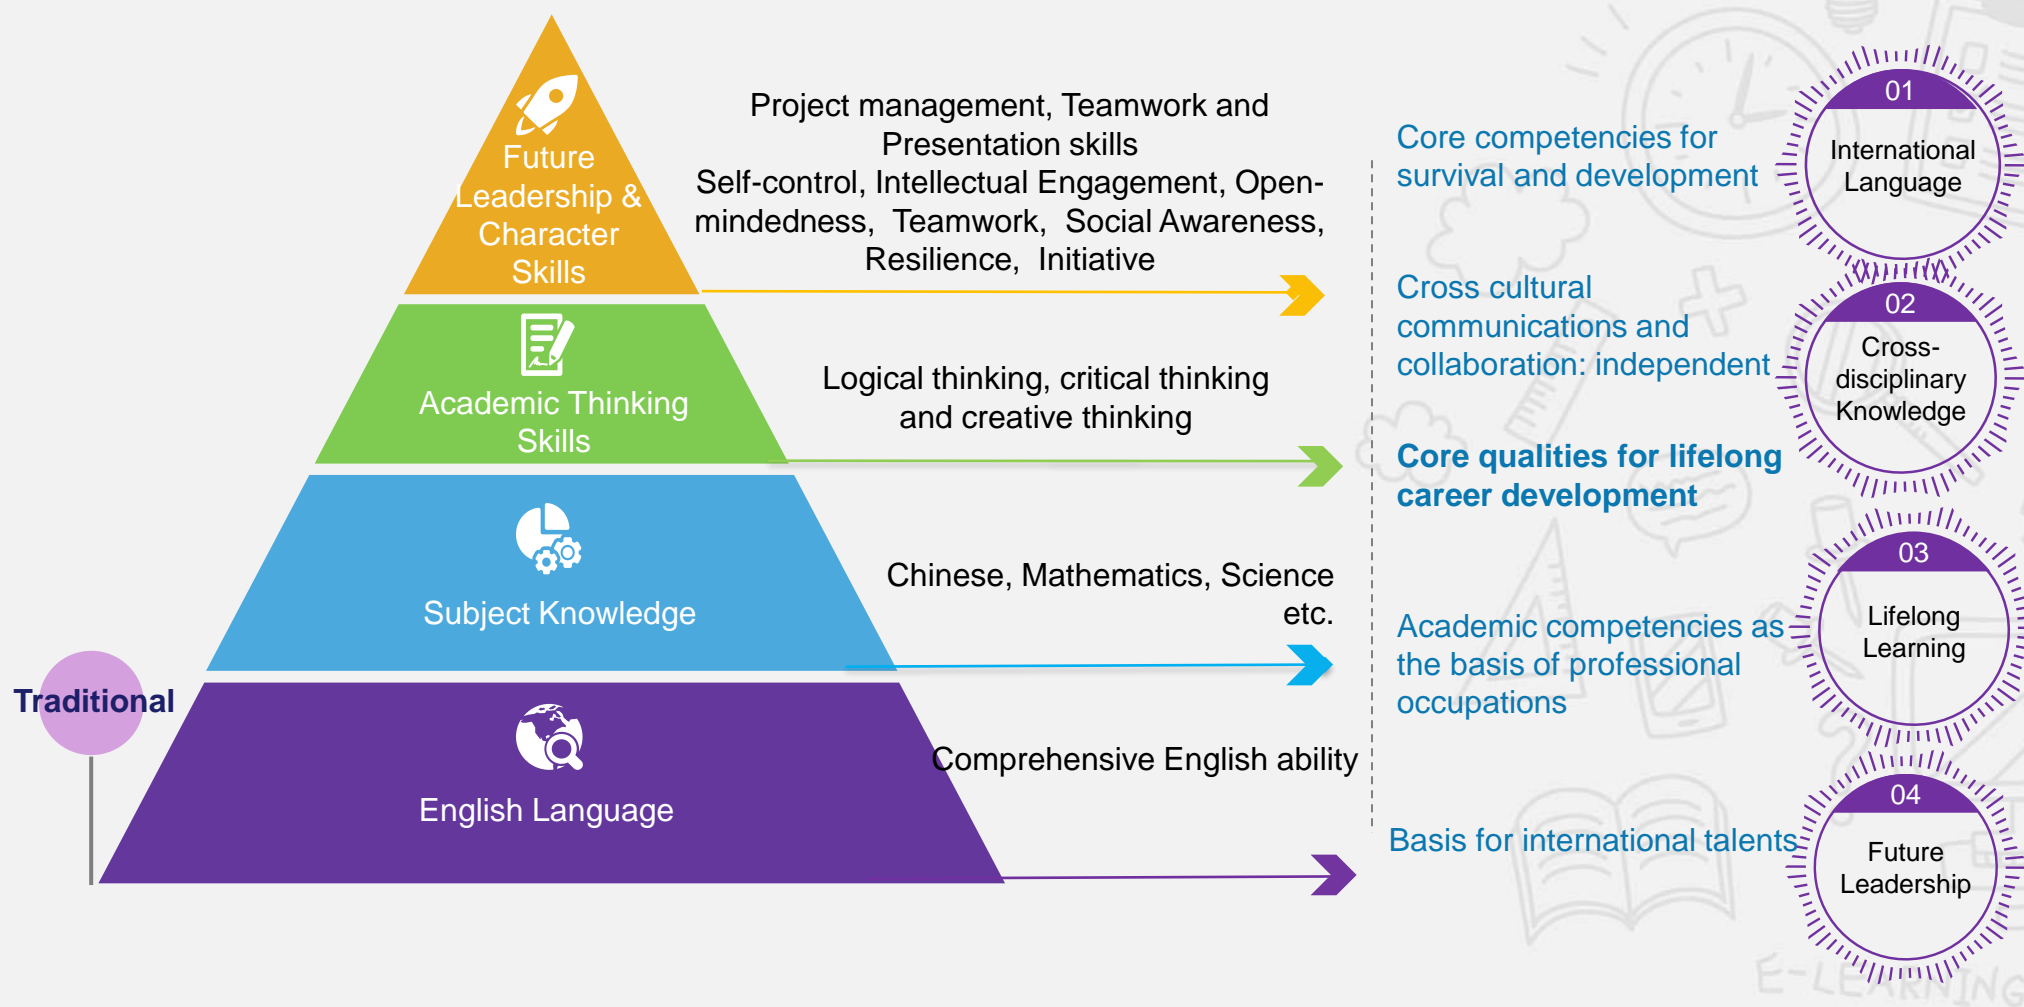 Future
Leadership &
Character
Skills
Project management, Teamwork and
Presentation skills
Self-control, Intellectual Engagement, Open-
mindedness, Teamwork, Social Awareness,
Resilience, Initiative
Academic Thinking
Skills
Logical thinking, critical thinking
and creative thinking
Subject Knowledge
Chinese, Mathematics, Science
etc.
Traditional
English Language
Comprehensive English ability
Core competencies for
survival and development
Cross cultural
communications and
collaboration: independent
Core qualities for lifelong
career development
Academic competencies as
the basis of professional
occupations
Basis for international talents
01
International
Language
02
Cross-
disciplinary
Knowledge
03
Lifelong
Learning
04
Future
Leadership
E-LEARNING